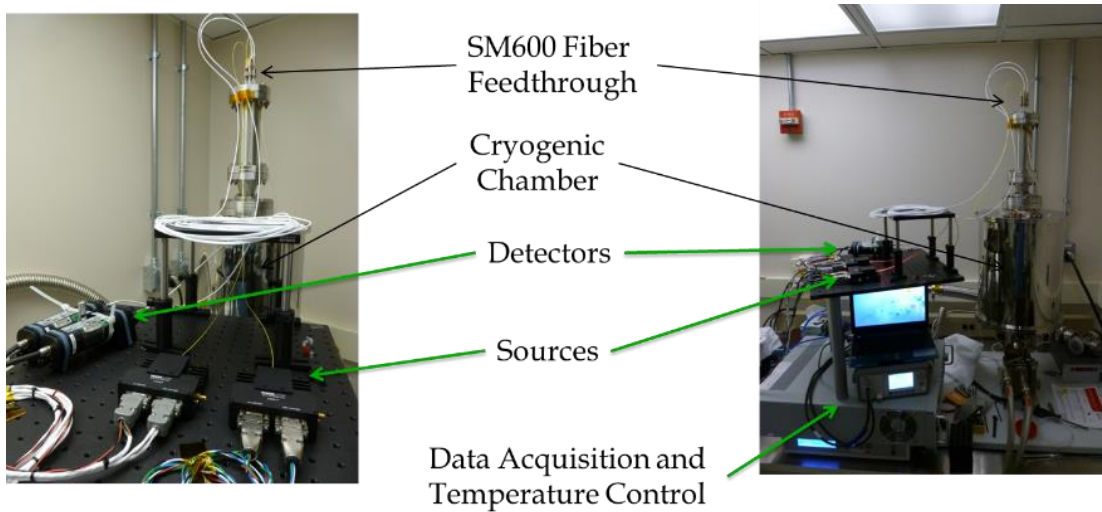 SM600 Fiber
Feedthrough
Cryogenic
Chamber
Detectors
Sources
Data Acquisition and
Temperature Control